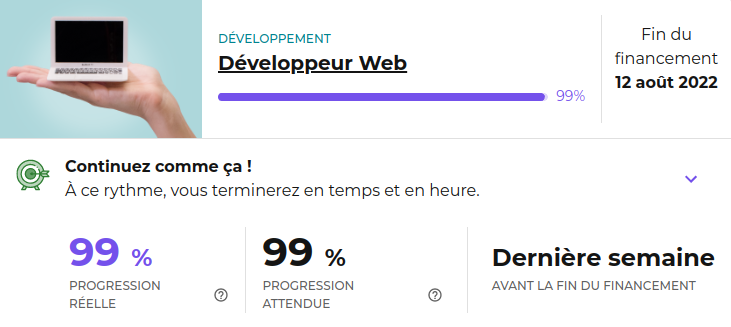 DÉVELOPPEMENT
Développeur Web
99%
Fin du
financement
12 août 2022
Continuez comme ça !
À ce rythme, vous terminerez en temps et en heure.
99 %
PROGRESSION
RÉELLE
99 %
PROGRESSION
ATTENDUE
Dernière semaine
AVANT LA FIN DU FINANCEMENT